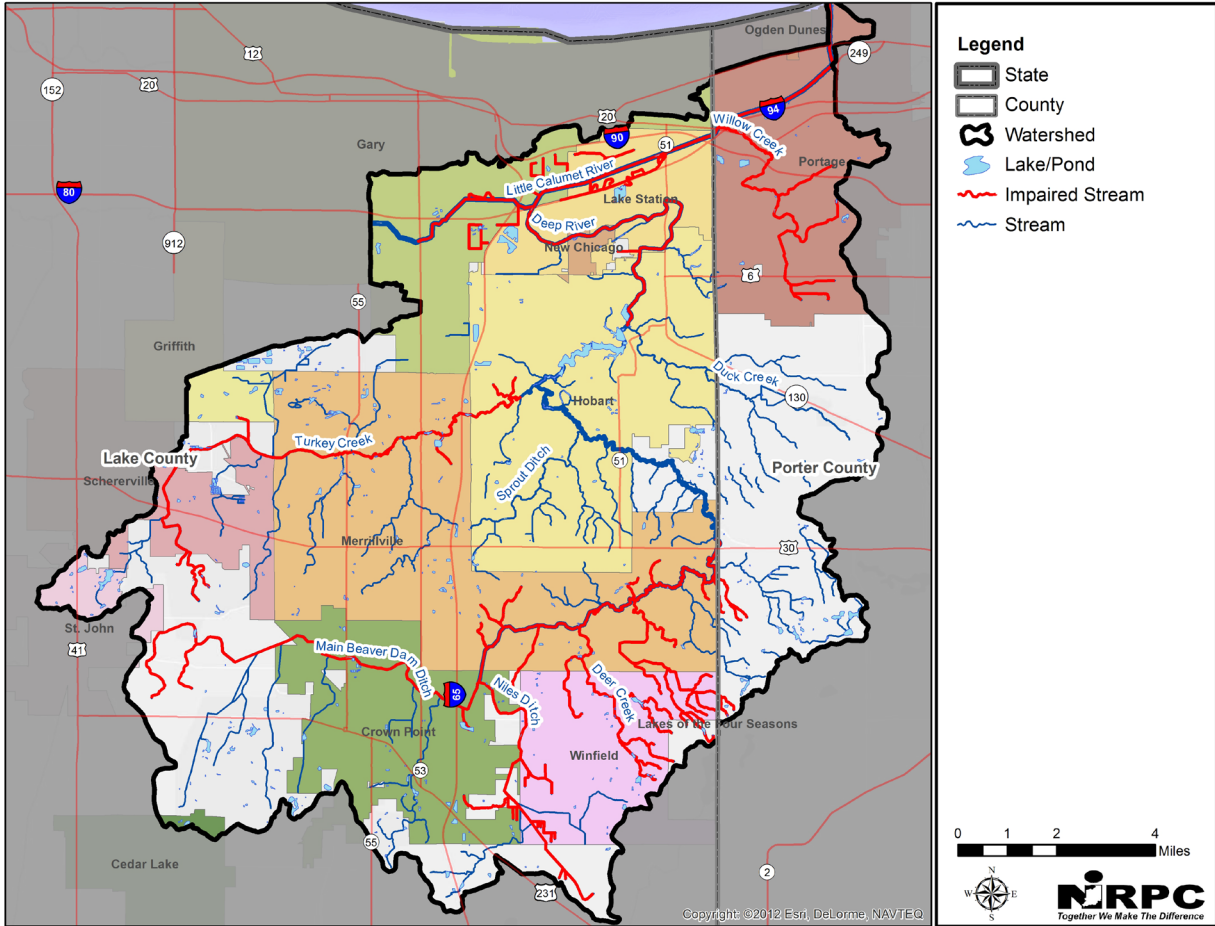 Ogden Dunes
249
12
20
152
94
20
90
Willow Creek
51
Gary
Portage
80
Little Calumet River
Lake Station
Deep River
912
New Chicago
6
55
Griffith
Duck Creek
130
Hobart
Turkey Creek
Lake County
51
Porter County
Schererville
Sprout Ditch
Merrillville
30
St. John
41
Main Beaver Dam Ditch
65
Niles Ditch
Deer Creek
Lakes of the Four Seasons
Crown Point
Winfield
53
55
Cedar Lake
2
231
Copyright: ©2012 Esri, DeLorme, NAVTEQ
Legend
State
County
Watershed
Lake/Pond
Impaired Stream
Stream
0 1 2 4
Miles
N
W E
S
NIRPC
Together We Make The Difference